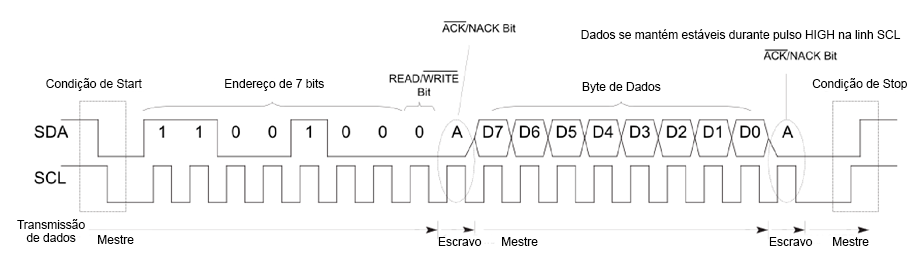 ACK/NACK Bit
Dados se mantém estáveis durante pulso HIGH na linh SCL
ACK/NACK Bit
Condição de Start
Endereço de 7 bits
READ/WRITE
Bit
Byte de Dados
Condição de Stop
SDA 1 1 0 0 1 0 0 0 A D7 D6 D5 D4 D3 D2 D1 D0 A
SCL
Transmissão
de dados
Mestre Escravo Mestre Escravo Mestre